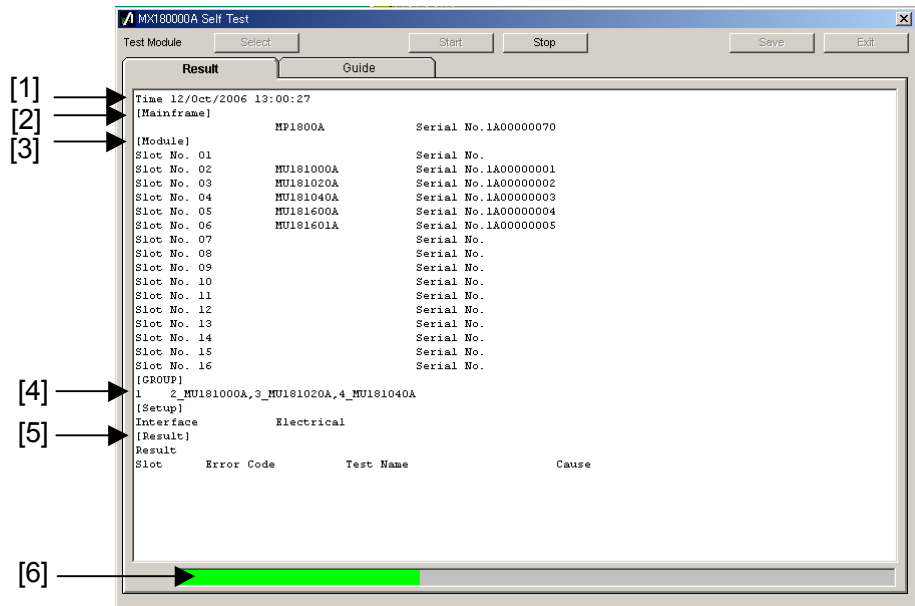 MX180000A Self Test
Test Module Select Start Stop Save Exit
Result Guide
[1] Time 12/Oct/2006 13:00:27
[2] [Mainframe]
MP1800A Serial No.1A00000070
[3] [Module]
Slot No. 01 Serial No.
Slot No. 02 MU181000A Serial No.1A00000001
Slot No. 03 MU181020A Serial No.1A00000002
Slot No. 04 MU181040A Serial No.1A00000003
Slot No. 05 MU181600A Serial No.1A00000004
Slot No. 06 MU181601A Serial No.1A00000005
Slot No. 07 Serial No.
Slot No. 08 Serial No.
Slot No. 09 Serial No.
Slot No. 10 Serial No.
Slot No. 11 Serial No.
Slot No. 12 Serial No.
Slot No. 13 Serial No.
Slot No. 14 Serial No.
Slot No. 15 Serial No.
Slot No. 16 Serial No.
[GROUP]
[4] 1 2_MU181000A,3_MU181020A,4_MU181040A
[Setup]
Interface Electrical
[5] [Result]
Result
Slot Error Code Test Name Cause
[6]